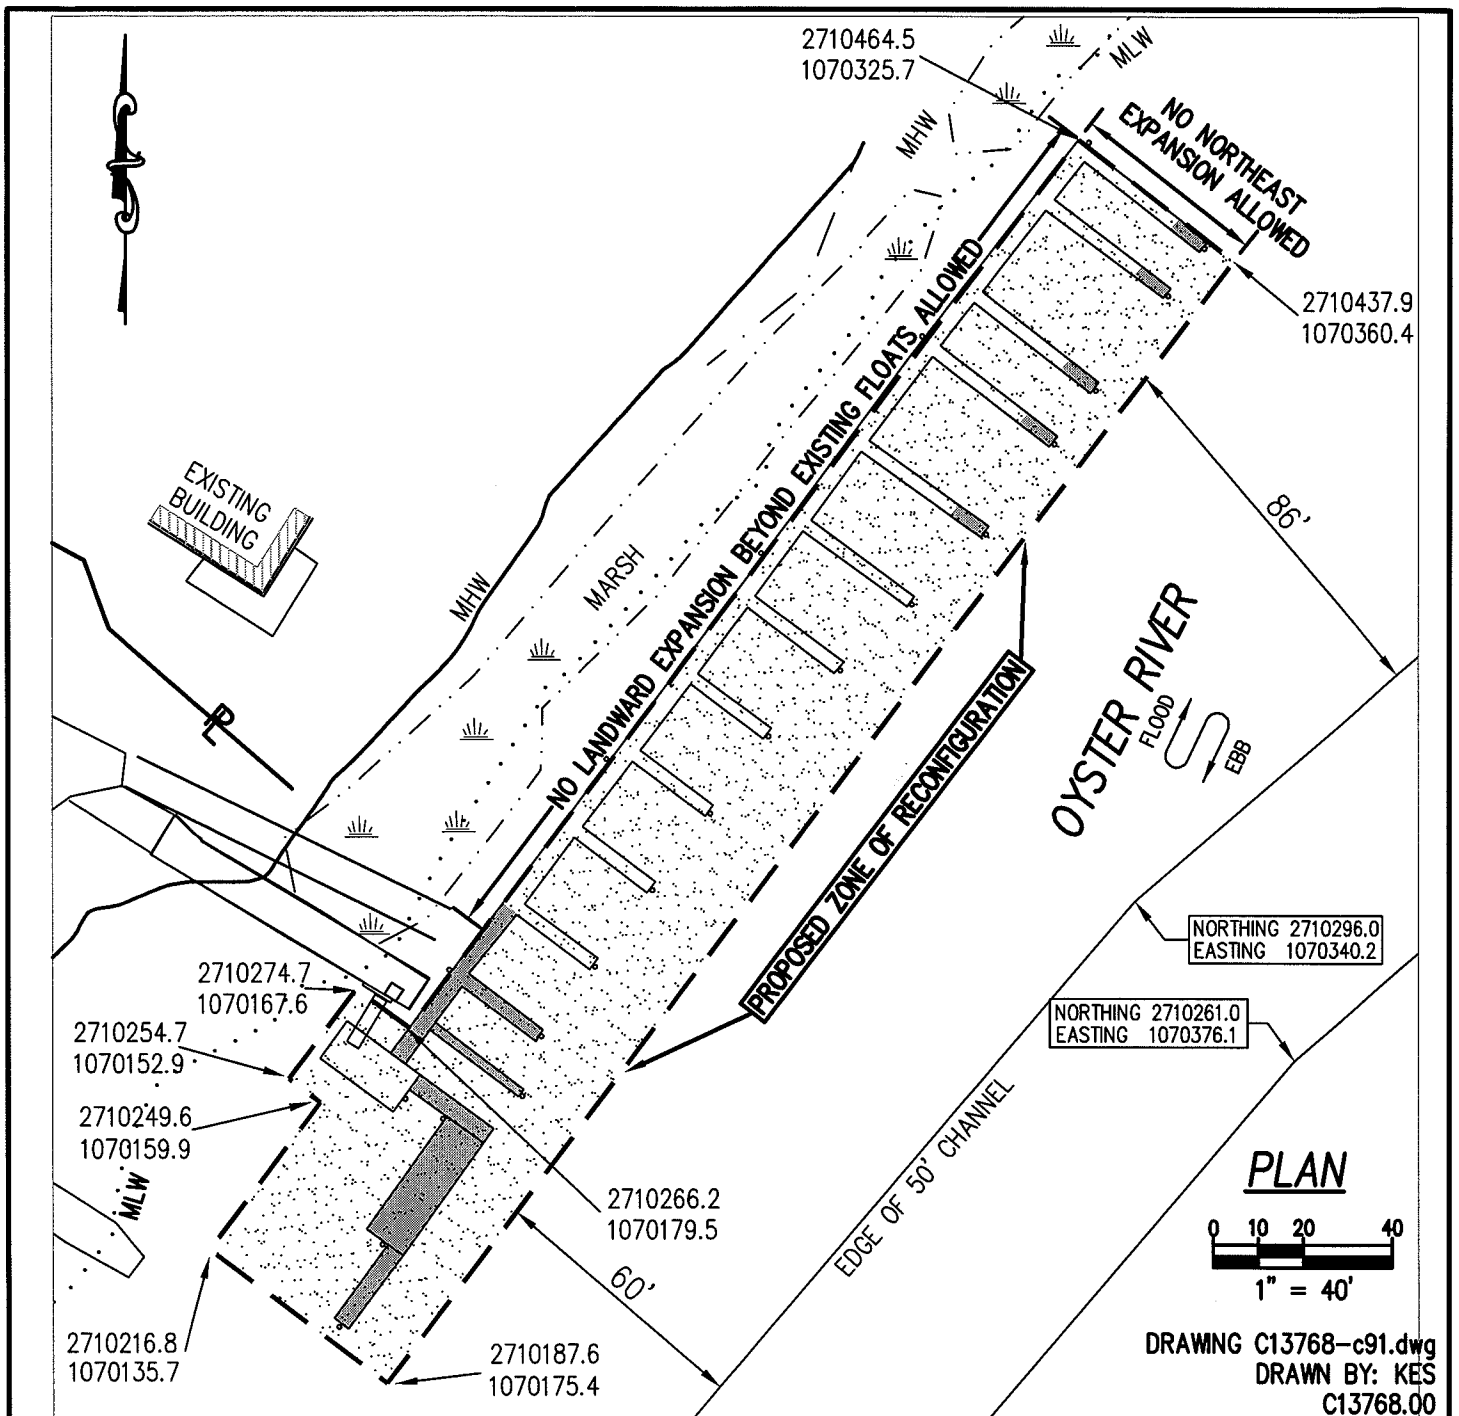 2710464.5
1070325.7
MLW
MHW
NO NORTHEAST
EXPANSION ALLOWED
2710437.9
1070360.4
NO LANDWARD EXPANSION BEYOND EXISTING FLOATS ALLOWED
EXISTING
BUILDING
86'
MHW
MARSH
OYSTER RIVER
FLOOD
EBB
PL
PROPOSED ZONE OF RECONFIGURATION
NORTHING 2710296.0
EASTING 1070340.2
2710274.7
1070167.6
NORTHING 2710261.0
EASTING 1070376.1
2710254.7
1070152.9
2710249.6
1070159.9
MLW
2710266.2
1070179.5
EDGE OF 50' CHANNEL
60'
PLAN
0 10 20 40
1" = 40'
2710216.8
1070135.7
2710187.6
1070175.4
DRAWING C13768-c91.dwg
DRAWN BY: KES
C13768.00